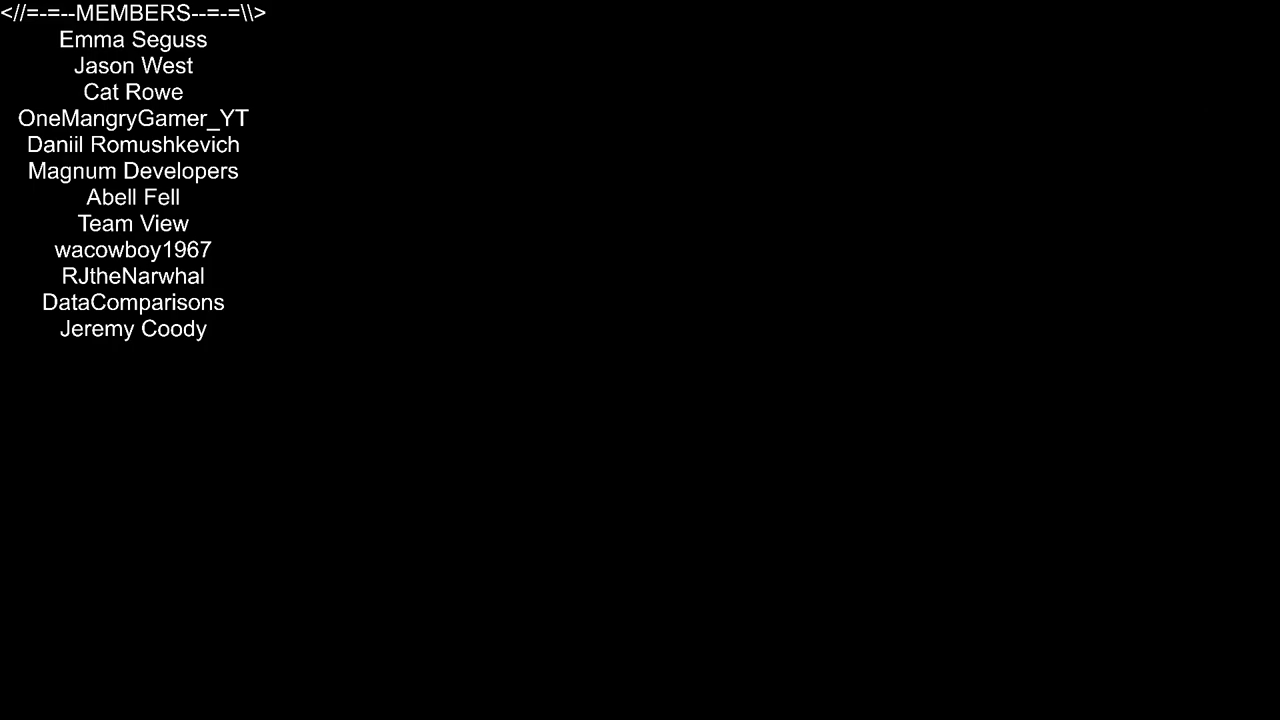 <//=-=--MEMBERS--=-=\\>
Emma Seguss
Jason West
Cat Rowe
OneMangryGamer_YT
Daniil Romushkevich
Magnum Developers
Abell Fell
Team View
wacowboy1967
RJtheNarwhal
DataComparisons
Jeremy Coody